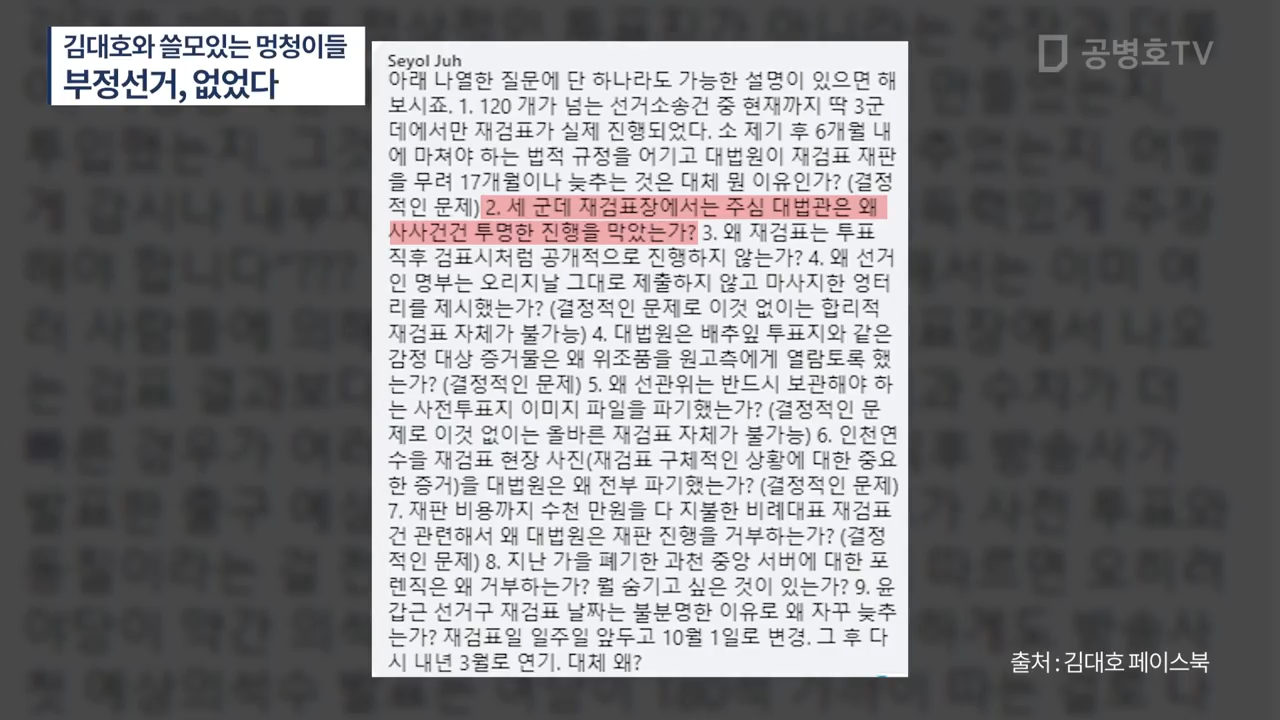 김대호와 쓸모있는 멍청이들
부정선거, 없었다
공병호TV
Seyol Juh
아래 나열한 질문에 단 하나라도 가능한 설명이 있으면 해
보시죠. 1. 120 개가 넘는 선거소송건 중 현재까지 딱 3군
데에서만 재검표가 실제 진행되었다. 소 제기 후 6개월 내
에 마쳐야 하는 법적 규정을 어기고 대법원이 재검표 재판
을 무려 17개월이나 늦추는 것은 대체 뭔 이유인가? (결정
적인 문제) 2. 세 군데 재검표장에서는 주심 대법관은 왜
사사건건 투명한 진행을 막았는가? 3. 왜 재검표는 투표
직후 검표시처럼 공개적으로 진행하지 않는가? 4. 왜 선거
인 명부는 오리지날 그대로 제출하지 않고 마사지한 엉터
리를 제시했는가? (결정적인 문제로 이것 없이는 합리적
재검표 자체가 불가능) 4. 대법원은 배추잎 투표지와 같은
감정 대상 증거물은 왜 위조품을 원고측에게 열람토록 했
는가? (결정적인 문제) 5. 왜 선관위는 반드시 보관해야 하
는 사전투표지 이미지 파일을 파기했는가? (결정적인 문
제로 이것 없이는 올바른 재검표 자체가 불가능) 6. 인천연
수을 재검표 현장 사진(재검표 구체적인 상황에 대한 중요
한 증거)을 대법원은 왜 전부 파기했는가? (결정적인 문제)
7. 재판 비용까지 수천 만원을 다 지불한 비례대표 재검표
건 관련해서 왜 대법원은 재판 진행을 거부하는가? (결정
적인 문제) 8. 지난 가을 폐기한 과천 중앙 서버에 대한 포
렌직은 왜 거부하는가? 뭘 숨기고 싶은 것이 있는가? 9. 윤
갑근 선거구 재검표 날짜는 불분명한 이유로 왜 자꾸 늦추
는가? 재검표일 일주일 앞두고 10월 1일로 변경. 그 후 다
시 내년 3월로 연기. 대체 왜?
출처 : 김대호 페이스북